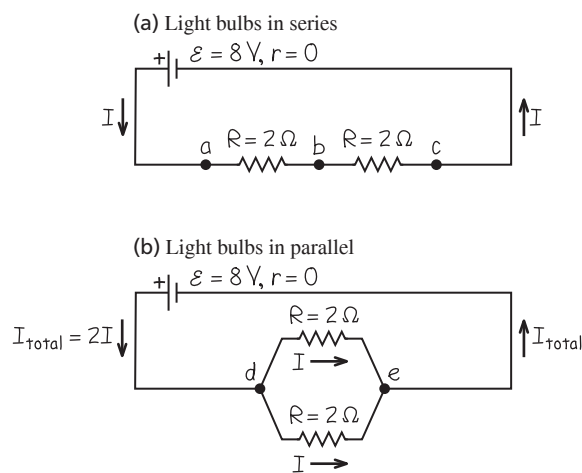 (a) Light bulbs in series
+ ℰ = 8 V, r = 0
I
I
a R = 2 Ω b R = 2 Ω c
(b) Light bulbs in parallel
+ ℰ = 8 V, r = 0
R = 2 Ω
I_total = 2I
I_total
I
d
e
R = 2 Ω
I